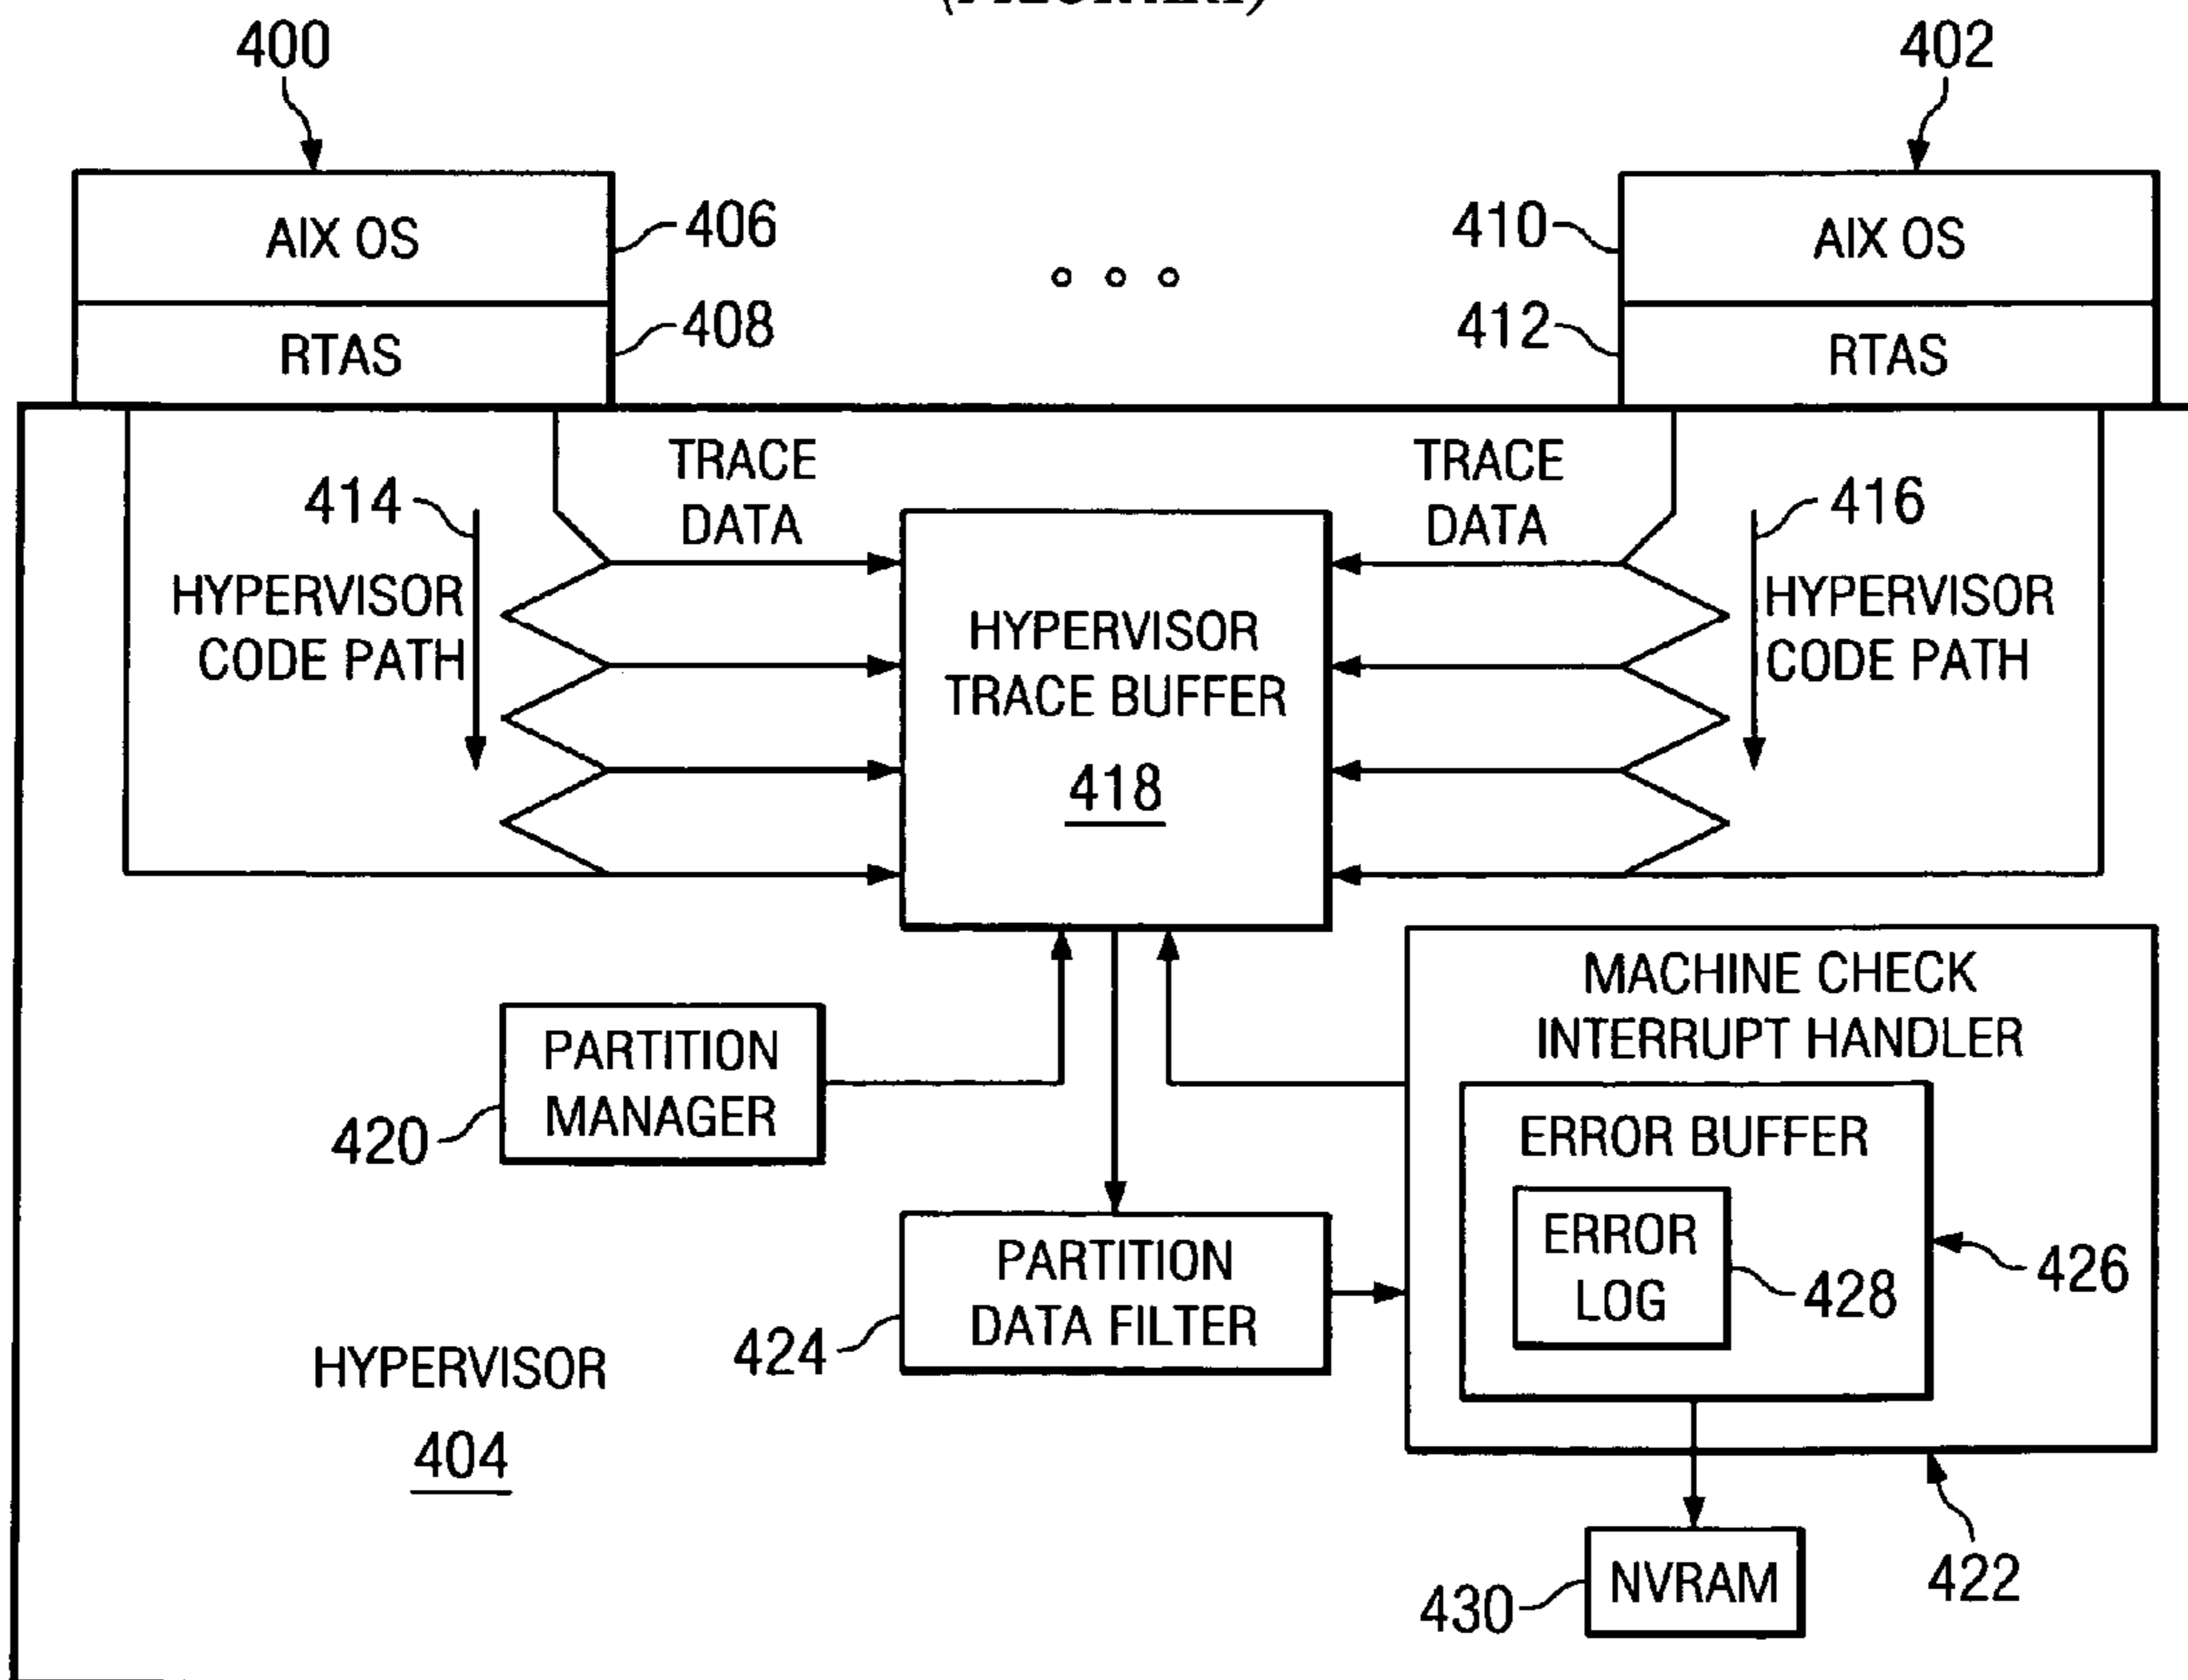 400
402
AIX OS
406
410
AIX OS
RTAS
408
412
RTAS
TRACE
DATA
TRACE
DATA
414
416
HYPERVISOR
CODE PATH
HYPERVISOR
TRACE BUFFER
418
HYPERVISOR
CODE PATH
MACHINE CHECK
INTERRUPT HANDLER
PARTITION
MANAGER
420
ERROR BUFFER
ERROR
LOG
428
426
PARTITION
DATA FILTER
424
HYPERVISOR
404
NVRAM
430
422